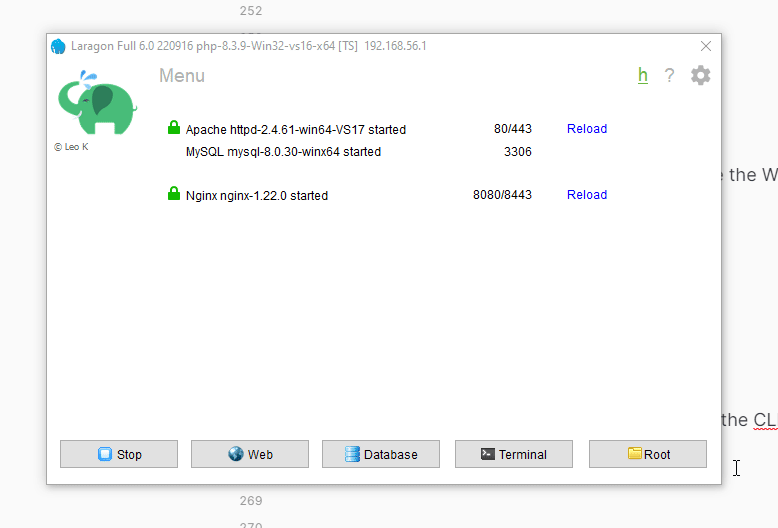 252
Laragon Full 6.0 220916 php-8.3.9-Win32-vs16-x64 [TS] 192.168.56.1
Menu
h ?
© Leo K
Apache httpd-2.4.61-win64-VS17 started 80/443 Reload
MySQL mysql-8.0.30-winx64 started 3306
the W
Nginx nginx-1.22.0 started 8080/8443 Reload
the CL
Stop Web Database Terminal Root
269
270